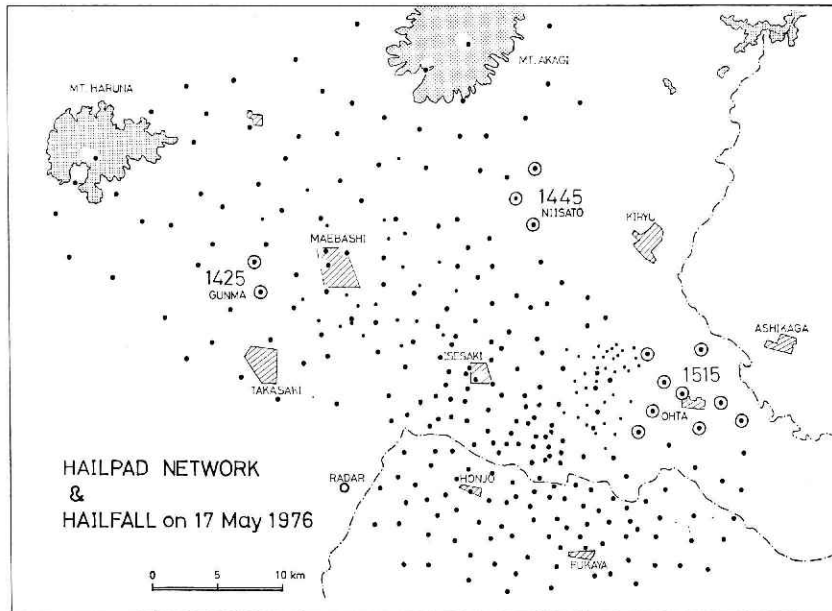 MT. AKAGI
MT. HARUNA
1445
NIISATO
KIRYU
MAEBASHI
1425
GUNMA
ASHIKAGA
ISESAKI
1515
TAKASAKI
OHTA
HAILPAD NETWORK
&
HAILFALL on 17 May 1976
RADAR
HONJO
FUKAYA
0 5 10 km